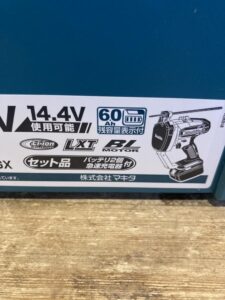 14.4V
使用可能
60
Ah
残容量表示付
Li-ion LXT BL MOTOR
セット品 バッテリ2個
急速充電器付
株式会社マキタ